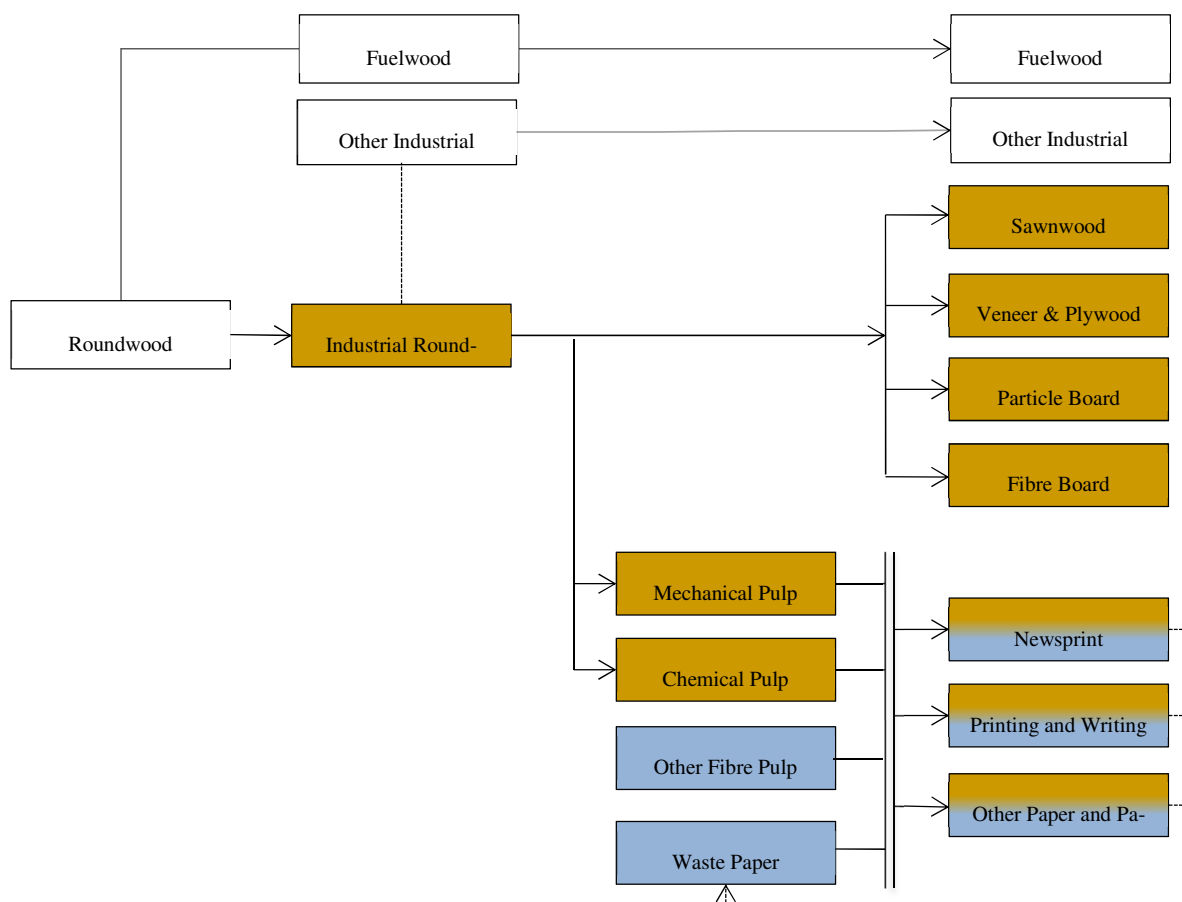 Fuelwood
Fuelwood
Other Industrial
Other Industrial
Sawnwood
Roundwood
Industrial Round-
Veneer & Plywood
Particle Board
Fibre Board
Mechanical Pulp
Newsprint
Chemical Pulp
Printing and Writing
Other Fibre Pulp
Other Paper and Pa-
Waste Paper